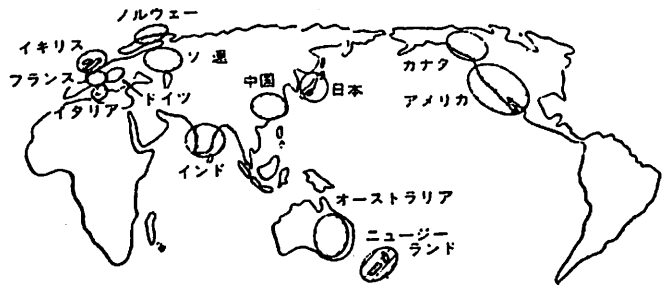 ノルウェー
イギリス
ソ連
カナダ
フランス
中国
日本
アメリカ
イタリア
ドイツ
インド
オーストラリア
ニュージー
ランド